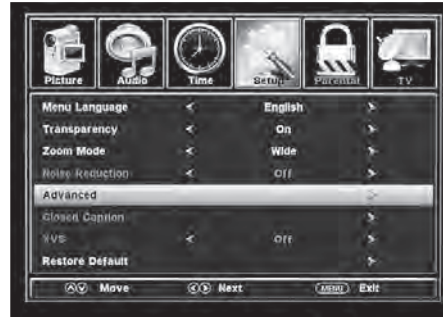 Picture Audio Time Setup Parental TV
Menu Language English
Transparency On
Zoom Mode Wide
Noise Reduction Off
Advanced
Closed Caption
XVS Off
Restore Default
Move Next MENU Exit